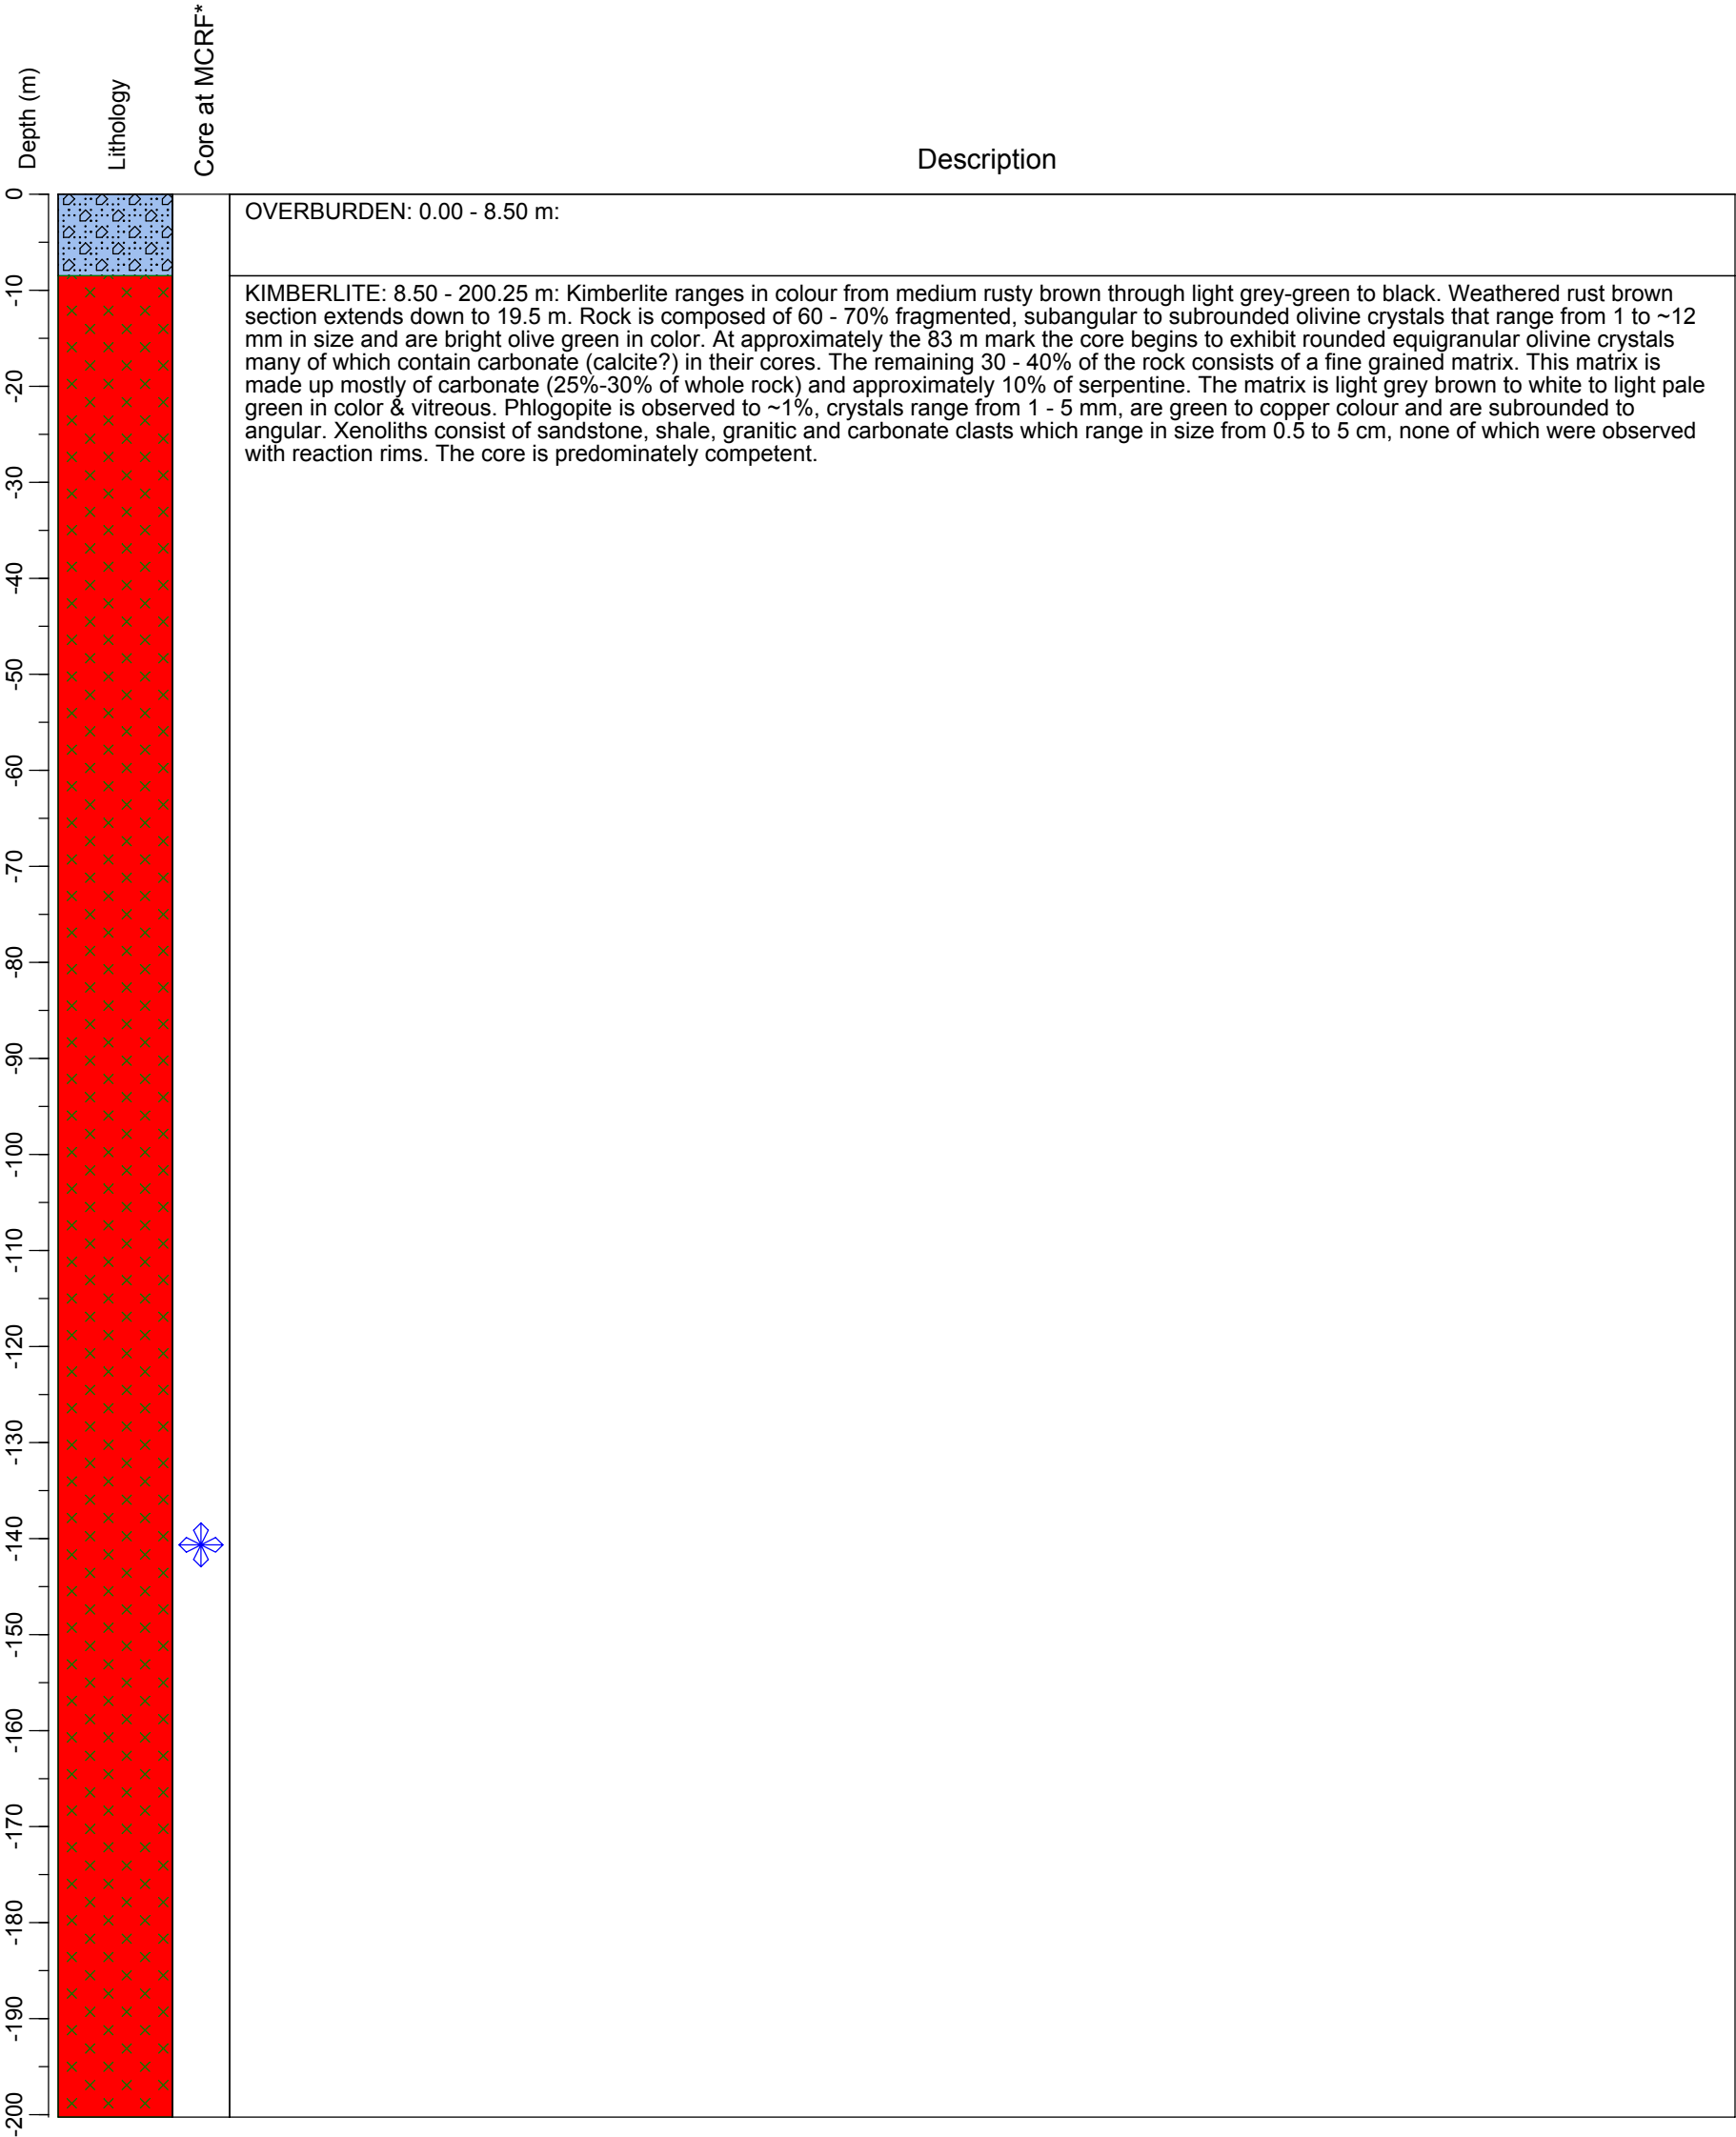 Depth (m)
Lithology
Core at MCRF*
Description
0
-10
-20
-30
-40
-50
-60
-70
-80
-90
-100
-110
-120
-130
-140
-150
-160
-170
-180
-190
-200
OVERBURDEN: 0.00 - 8.50 m:
KIMBERLITE: 8.50 - 200.25 m: Kimberlite ranges in colour from medium rusty brown through light grey-green to black. Weathered rust brown
section extends down to 19.5 m. Rock is composed of 60 - 70% fragmented, subangular to subrounded olivine crystals that range from 1 to ~12
mm in size and are bright olive green in color. At approximately the 83 m mark the core begins to exhibit rounded equigranular olivine crystals
many of which contain carbonate (calcite?) in their cores. The remaining 30 - 40% of the rock consists of a fine grained matrix. This matrix is
made up mostly of carbonate (25%-30% of whole rock) and approximately 10% of serpentine. The matrix is light grey brown to white to light pale
green in color & vitreous. Phlogopite is observed to ~1%, crystals range from 1 - 5 mm, are green to copper colour and are subrounded to
angular. Xenoliths consist of sandstone, shale, granitic and carbonate clasts which range in size from 0.5 to 5 cm, none of which were observed
with reaction rims. The core is predominately competent.